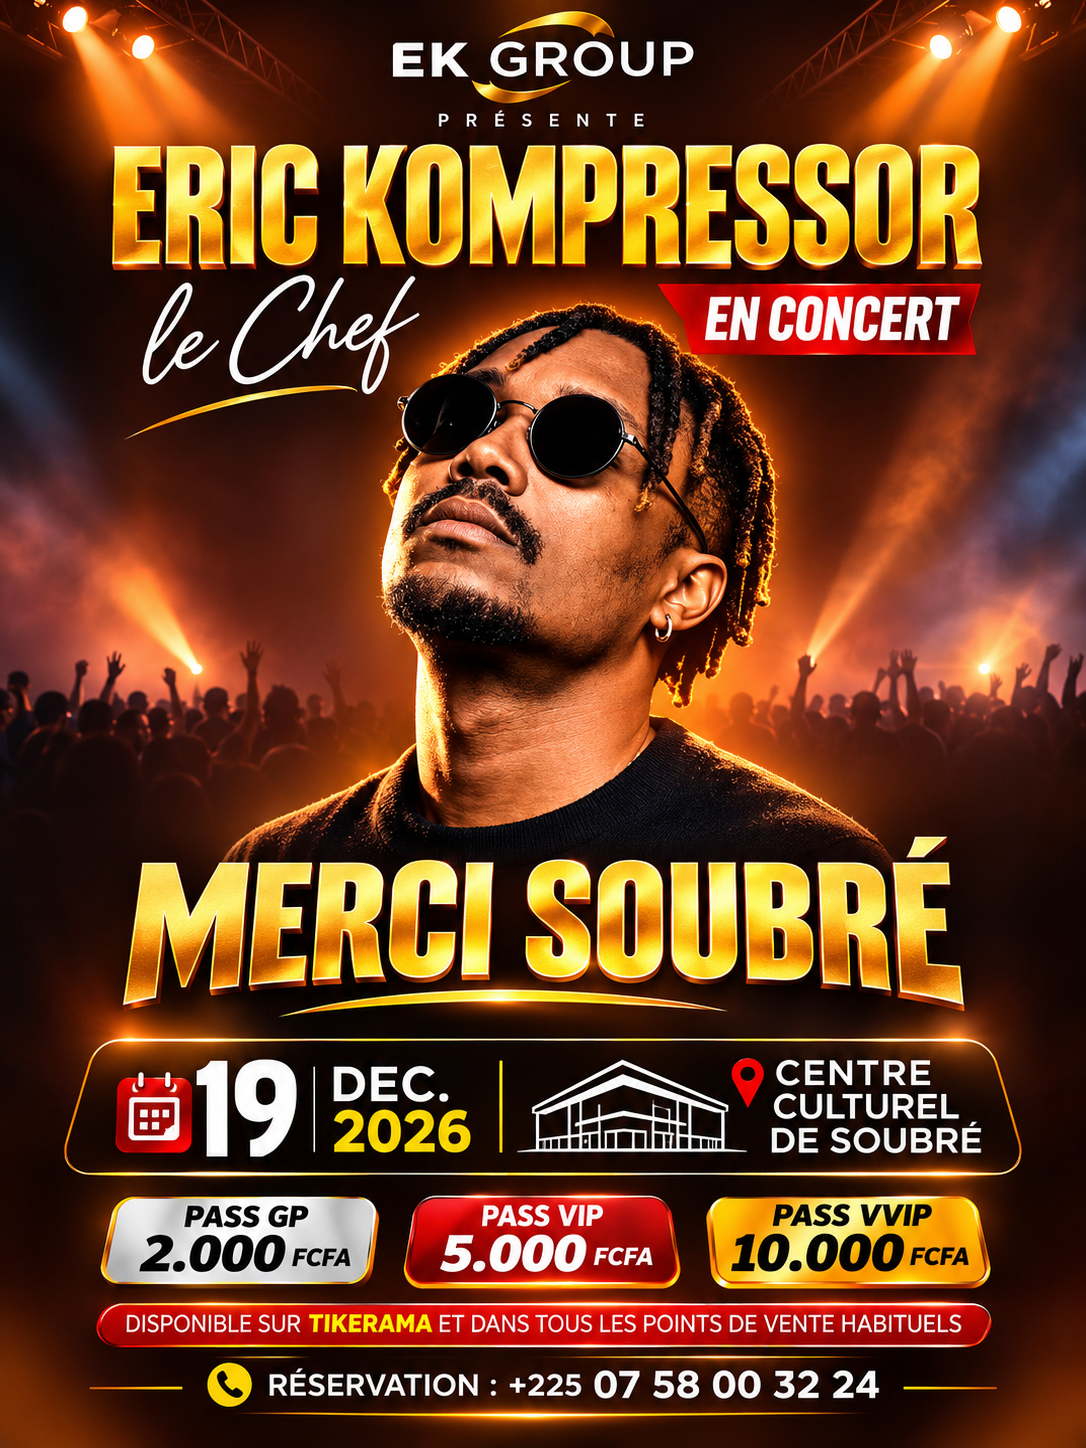 EK GROUP
PRÉSENTE
ERIC KOMPRESSOR
le Chef
EN CONCERT
MERCI SOUBRÉ
19 DEC. 2026
CENTRE
CULTUREL
DE SOUBRÉ
PASS GP
2.000 FCFA
PASS VIP
5.000 FCFA
PASS VVIP
10.000 FCFA
DISPONIBLE SUR TIKERAMA ET DANS TOUS LES POINTS DE VENTE HABITUELS
RÉSERVATION : +225 07 58 00 32 24